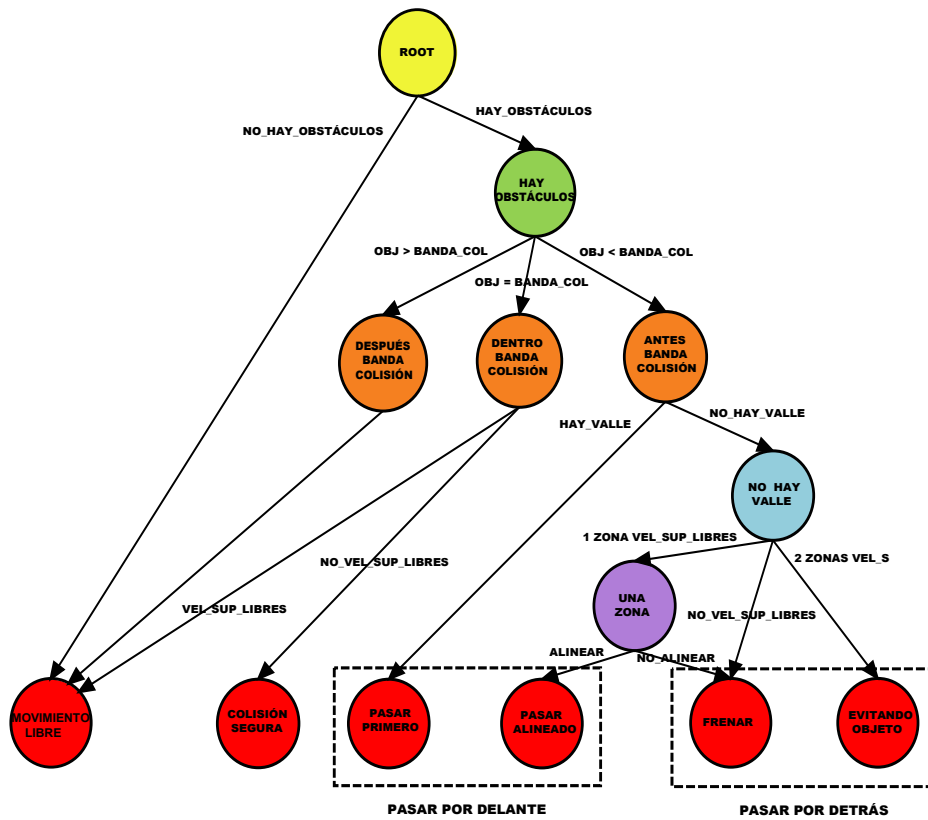 ROOT
HAY_OBSTÁCULOS
NO_HAY_OBSTÁCULOS
HAY
OBSTÁCULOS
OBJ > BANDA_COL
OBJ < BANDA_COL
OBJ = BANDA_COL
DESPUÉS
BANDA
COLISIÓN
DENTRO
BANDA
COLISIÓN
ANTES
BANDA
COLISIÓN
HAY_VALLE
NO_HAY_VALLE
NO HAY
VALLE
1 ZONA VEL_SUP_LIBRES
2 ZONAS VEL_S
NO_VEL_SUP_LIBRES
VEL_SUP_LIBRES
UNA
ZONA
NO_VEL_SUP_LIBRES
ALINEAR
NO_ALINEAR
MOVIMIENTO
LIBRE
COLISIÓN
SEGURA
PASAR
PRIMERO
PASAR
ALINEADO
FRENAR
EVITANDO
OBJETO
PASAR POR DELANTE
PASAR POR DETRÁS